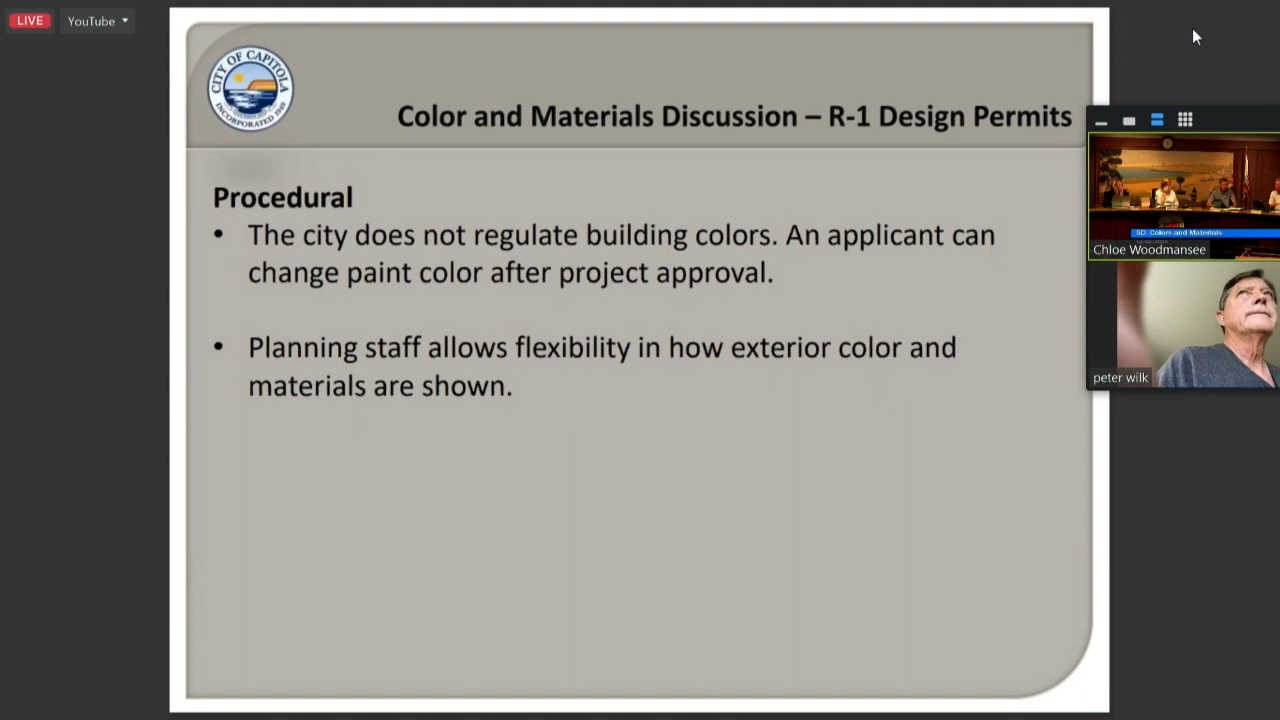 LIVE
YouTube
CITY OF CAPITOLA
INCORPORATED 1949
Color and Materials Discussion – R-1 Design Permits
Procedural
• The city does not regulate building colors. An applicant can
change paint color after project approval.
• Planning staff allows flexibility in how exterior color and
materials are shown.
5D. Colors and Materials
Chloe Woodmansee
peter wilk